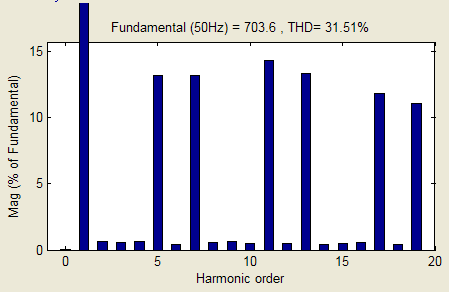 Fundamental (50Hz) = 703.6 , THD= 31.51%
15
10
5
0
Mag (% of Fundamental)
0 5 10 15 20
Harmonic order